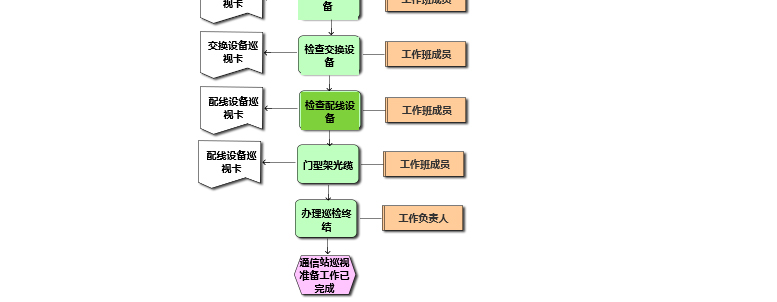 视卡
备
工作班成员
交换设备巡
视卡
检查交换设
备
工作班成员
配线设备巡
视卡
检查配线设
备
工作班成员
配线设备巡
视卡
门型架光缆
工作班成员
办理巡检终
结
工作负责人
通信站巡视
准备工作已
完成